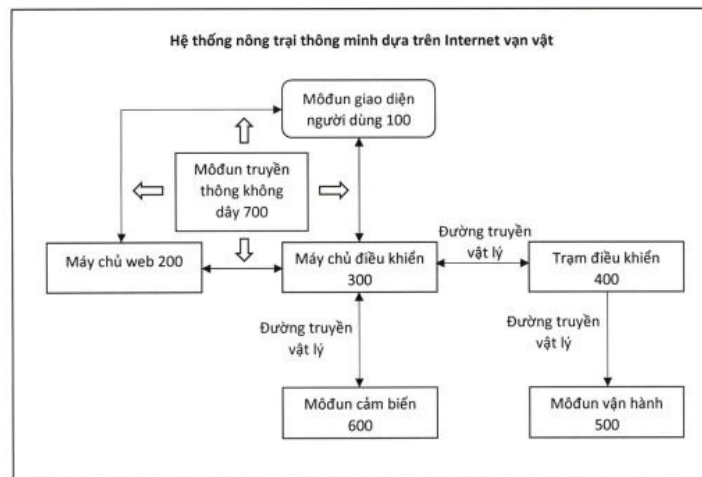 Hệ thống nông trại thông minh dựa trên Internet vạn vật
Môđun giao diện
người dùng 100
Môđun truyền
thông không
dây 700
Máy chủ web 200
Máy chủ điều khiển
300
Đường truyền
vật lý
Trạm điều khiển
400
Đường truyền
vật lý
Đường truyền
vật lý
Môđun cảm biến
600
Môđun vận hành
500